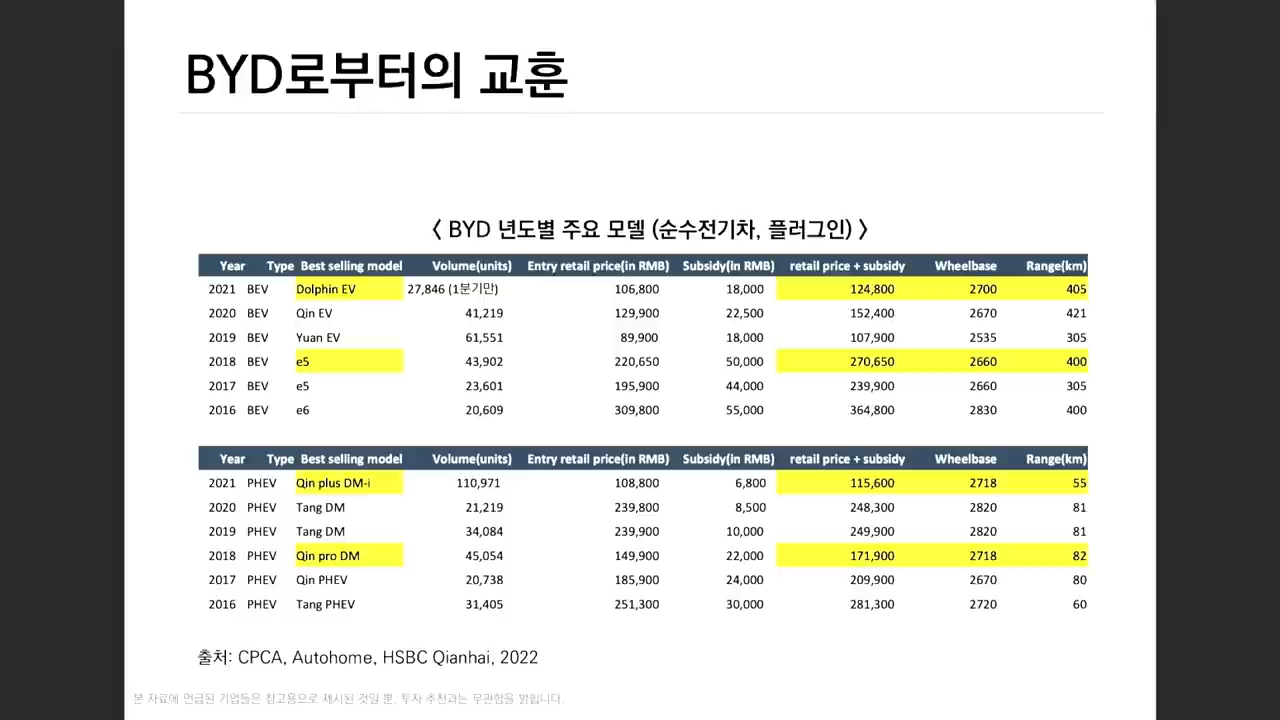 BYD로부터의 교훈
< BYD 년도별 주요 모델 (순수전기차, 플러그인) >
Year Type Best selling model Volume(units) Entry retail price(in RMB) Subsidy(in RMB) retail price + subsidy Wheelbase Range(km)
2021 BEV Dolphin EV 27,846 (1분기만) 106,800 18,000 124,800 2700 405
2020 BEV Qin EV 41,219 129,900 22,500 152,400 2670 421
2019 BEV Yuan EV 61,551 89,900 18,000 107,900 2535 305
2018 BEV e5 43,902 220,650 50,000 270,650 2660 400
2017 BEV e5 23,601 195,900 44,000 239,900 2660 305
2016 BEV e6 20,609 309,800 55,000 364,800 2830 400
Year Type Best selling model Volume(units) Entry retail price(in RMB) Subsidy(in RMB) retail price + subsidy Wheelbase Range(km)
2021 PHEV Qin plus DM-i 110,971 108,800 6,800 115,600 2718 55
2020 PHEV Tang DM 21,219 239,800 8,500 248,300 2820 81
2019 PHEV Tang DM 34,084 239,900 10,000 249,900 2820 81
2018 PHEV Qin pro DM 45,054 149,900 22,000 171,900 2718 82
2017 PHEV Qin PHEV 20,738 185,900 24,000 209,900 2670 80
2016 PHEV Tang PHEV 31,405 251,300 30,000 281,300 2720 60
출처: CPCA, Autohome, HSBC Qianhai, 2022
본 자료에 언급된 기업들은 참고용으로 제시된 것일 뿐, 투자 추천과는 무관함을 밝힙니다.